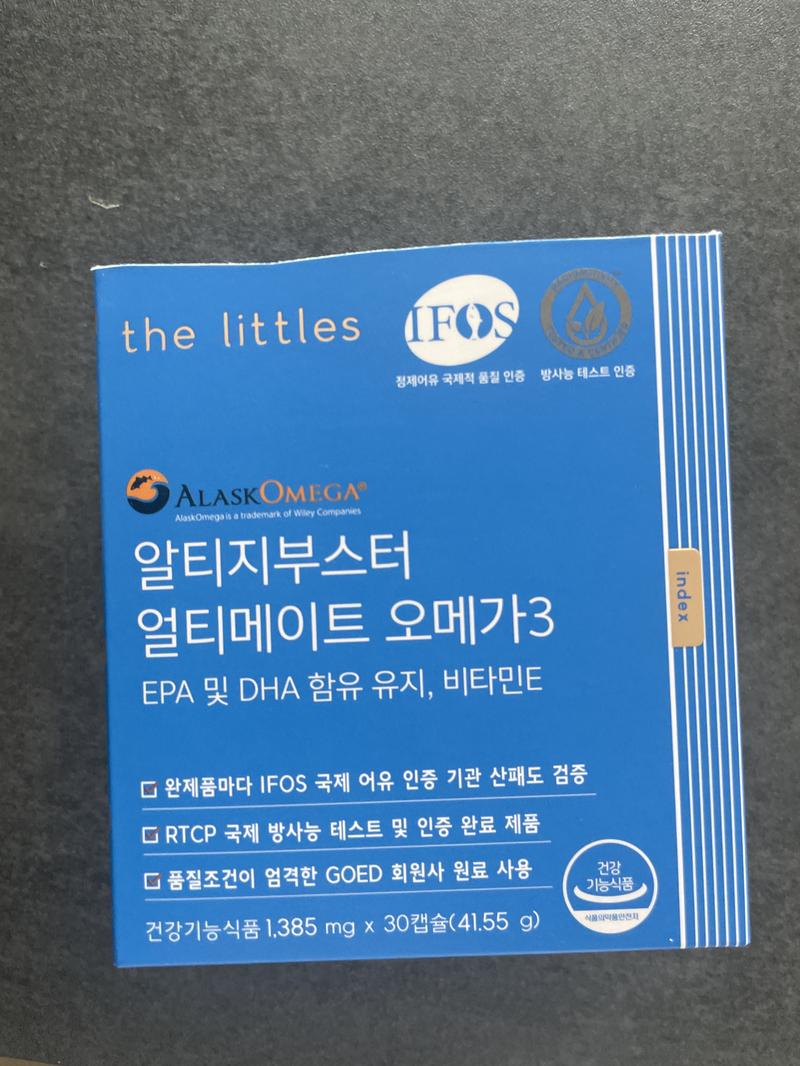 the littles
IFOS
정제어유 국제적 품질 인증
방사능 테스트 인증
ALASKOMEGA®
AlaskOmega is a trademark of Wiley Companies
알티지부스터
얼티메이트 오메가3
EPA 및 DHA 함유 유지, 비타민E
index
완제품마다 IFOS 국제 어유 인증 기관 산패도 검증
RTCP 국제 방사능 테스트 및 인증 완료 제품
품질조건이 엄격한 GOED 회원사 원료 사용
건강
기능식품
식품의약품안전처
건강기능식품 1,385 mg x 30캡슐(41.55 g)